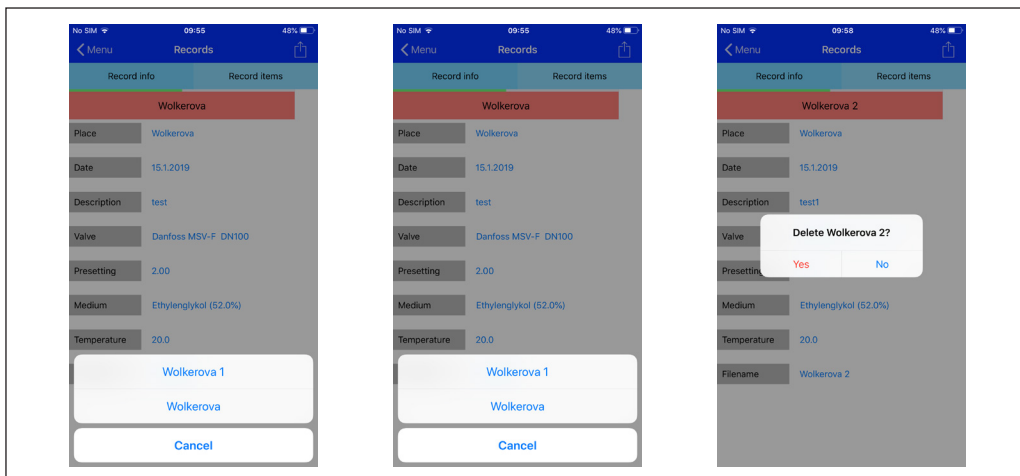 No SIM 09:55 48%
Menu Records
Record info Record items
Wolkerova
Place Wolkerova
Date 15.1.2019
Description test
Valve Danfoss MSV-F DN100
Presetting 2.00
Medium Ethylenglykol (52.0%)
Temperature 20.0
Wolkerova 1
Wolkerova
Cancel
No SIM 09:55 48%
Menu Records
Record info Record items
Wolkerova
Place Wolkerova
Date 15.1.2019
Description test
Valve Danfoss MSV-F DN100
Presetting 2.00
Medium Ethylenglykol (52.0%)
Temperature 20.0
Wolkerova 1
Wolkerova
Cancel
No SIM 09:58 48%
Menu Records
Record info Record items
Wolkerova 2
Place Wolkerova
Date 15.1.2019
Description test1
Valve
Delete Wolkerova 2?
Presetting
Yes No
Medium Ethylenglykol (52.0%)
Temperature 20.0
Filename Wolkerova 2